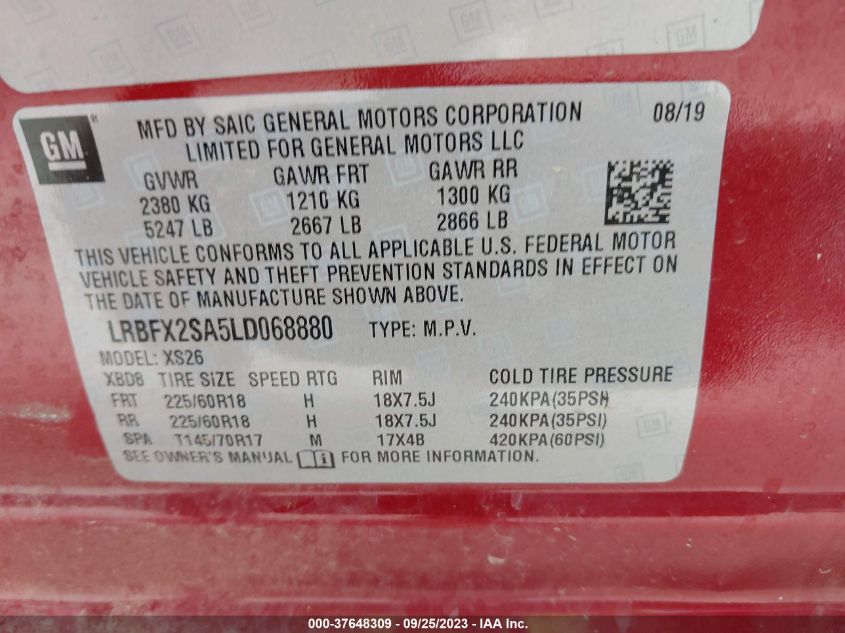 GM
MFD BY SAIC GENERAL MOTORS CORPORATION 08/19
LIMITED FOR GENERAL MOTORS LLC
GVWR GAWR FRT GAWR RR
2380 KG 1210 KG 1300 KG
5247 LB 2667 LB 2866 LB
THIS VEHICLE CONFORMS TO ALL APPLICABLE U.S. FEDERAL MOTOR
VEHICLE SAFETY AND THEFT PREVENTION STANDARDS IN EFFECT ON
THE DATE OF MANUFACTURE SHOWN ABOVE.
LRBFX2SA5LD068880 TYPE: M.P.V.
MODEL: XS26
XBD8 TIRE SIZE SPEED RTG RIM COLD TIRE PRESSURE
FRT 225/60R18 H 18X7.5J 240KPA(35PSI)
RR 225/60R18 H 18X7.5J 240KPA(35PSI)
SPA T145/70R17 M 17X4B 420KPA(60PSI)
SEE OWNER'S MANUAL FOR MORE INFORMATION.
000-37648309 - 09/25/2023 - IAA Inc.